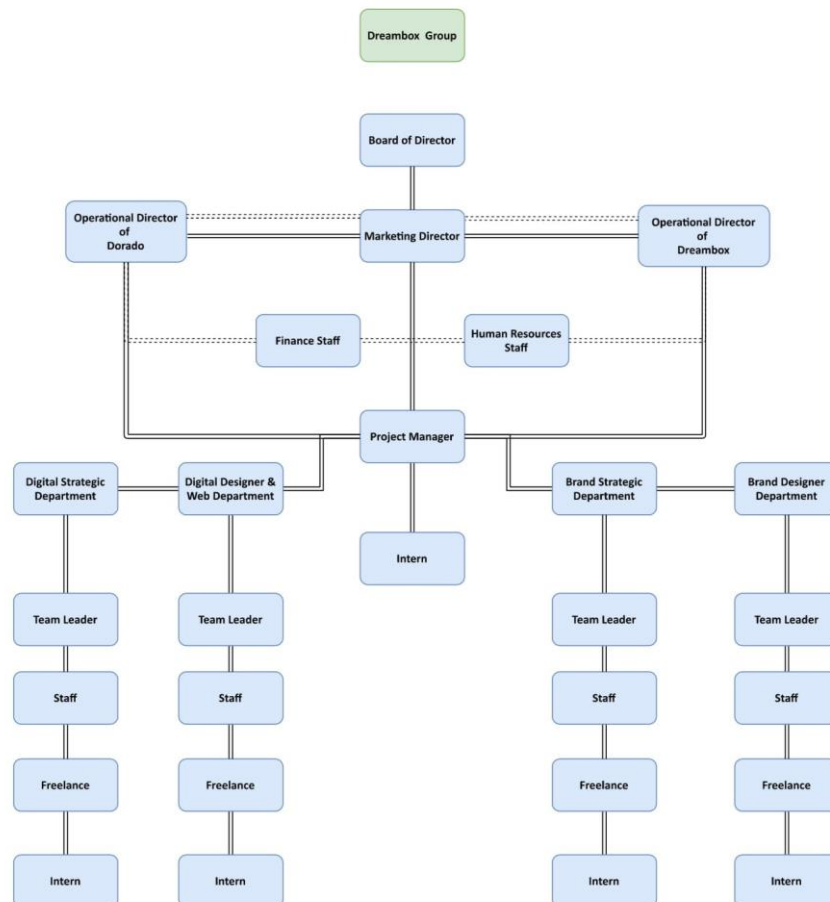 Dreambox  Group
Board of Director
Operational Director
of
Dorado
Marketing Director
Operational Director
of
Dreambox
Finance Staff
Human Resources
Staff
Project Manager
Digital Strategic
Department
Digital Designer &
Web Department
Brand Strategic
Department
Brand Designer
Department
Intern
Team Leader
Team Leader
Team Leader
Team Leader
Staff
Staff
Staff
Staff
Freelance
Freelance
Freelance
Freelance
Intern
Intern
Intern
Intern